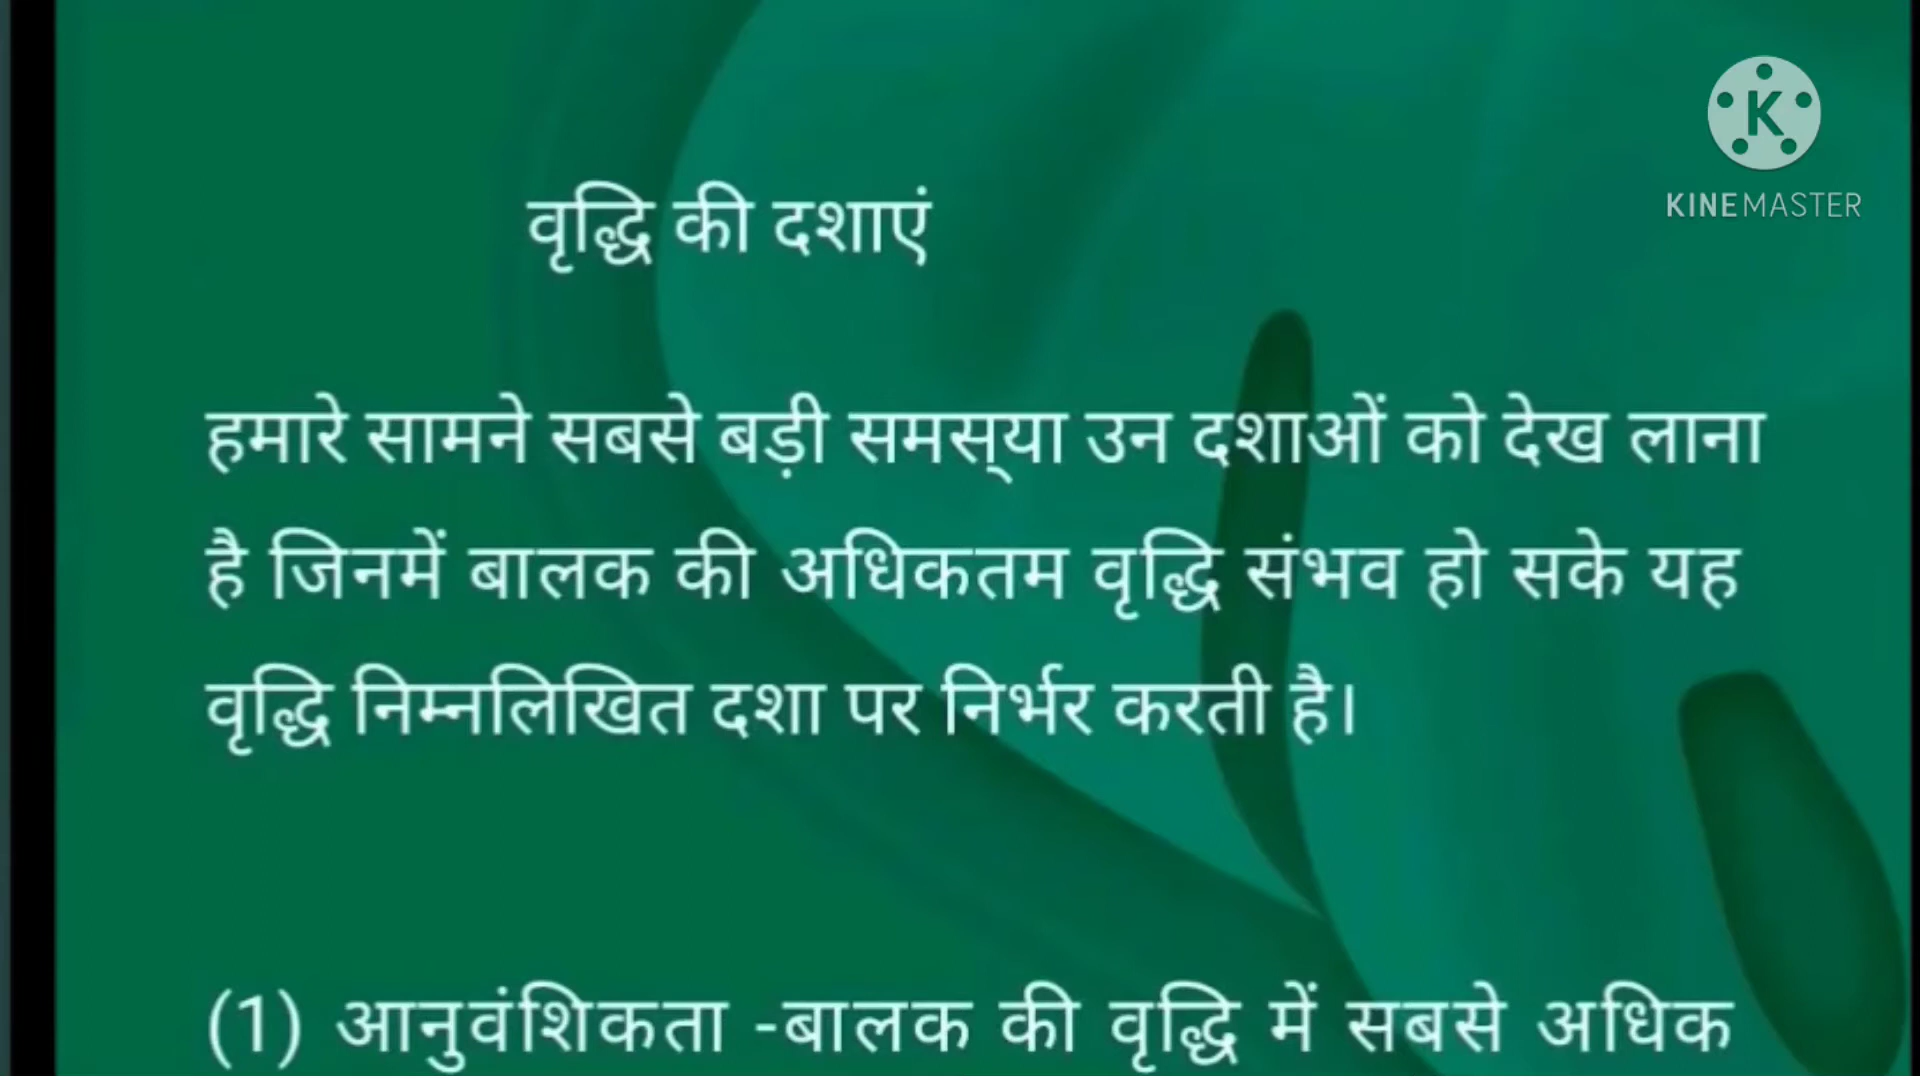 KINEMASTER
वृद्धि की दशाएं
हमारे सामने सबसे बड़ी समस्‌या उन दशाओं को देख लाना
है जिनमें बालक की अधिकतम वृद्धि संभव हो सके यह
वृद्धि निम्नलिखित दशा पर निर्भर करती है।
(1) आनुवंशिकता -बालक की वृद्धि में सबसे अधिक